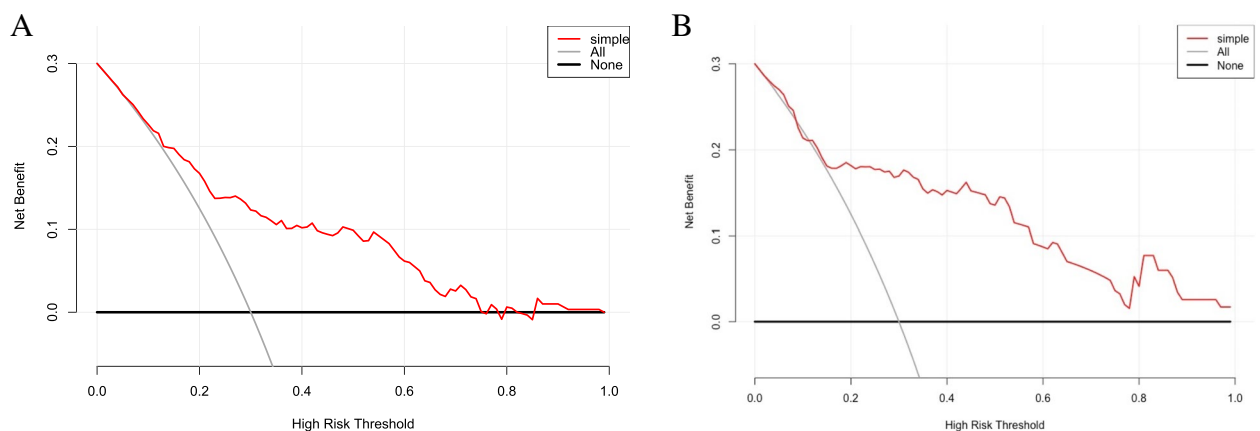 A
simple
All
None
Net Benefit
0.3
0.2
0.1
0.0
0.0 0.2 0.4 0.6 0.8 1.0
High Risk Threshold
B
simple
All
None
Net Benefit
0.3
0.2
0.1
0.0
0.0 0.2 0.4 0.6 0.8 1.0
High Risk Threshold